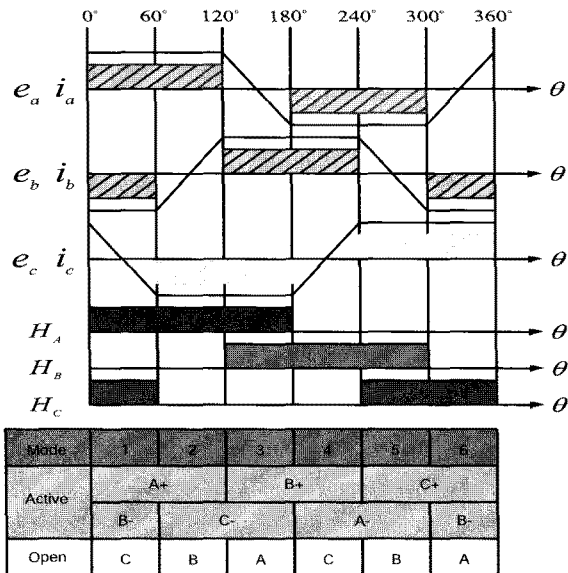 0° 60° 120° 180° 240° 300° 360°
e_a i_a θ
e_b i_b θ
e_c i_c θ
H_A θ
H_B θ
H_C θ
Mode 1 2 3 4 5 6
Active A+ B+ C+
B- C- A- B-
Open C B A C B A